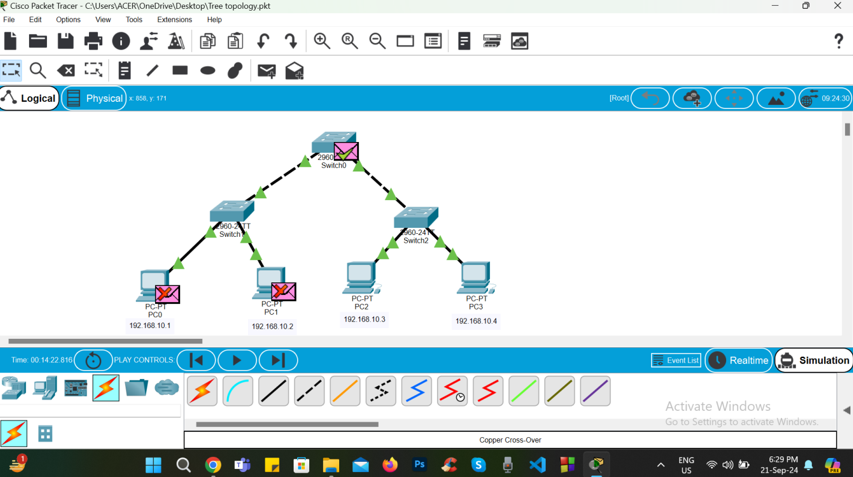 Cisco Packet Tracer - C:\Users\ACER\OneDrive\Desktop\Tree topology.pkt
File Edit Options View Tools Extensions Help
Logical Physical x: 858, y: 171 [Root] 09:24:30
2960-24TT
Switch0
2960-24TT
Switch1
2960-24TT
Switch2
PC-PT
PC0
192.168.10.1
PC-PT
PC1
192.168.10.2
PC-PT
PC2
192.168.10.3
PC-PT
PC3
192.168.10.4
Time: 00:14:22.816 PLAY CONTROLS: Event List Realtime Simulation
Activate Windows
Go to Settings to activate Windows.
Copper Cross-Over
1
Ps
ENG
US
6:29 PM
21-Sep-24
PRE